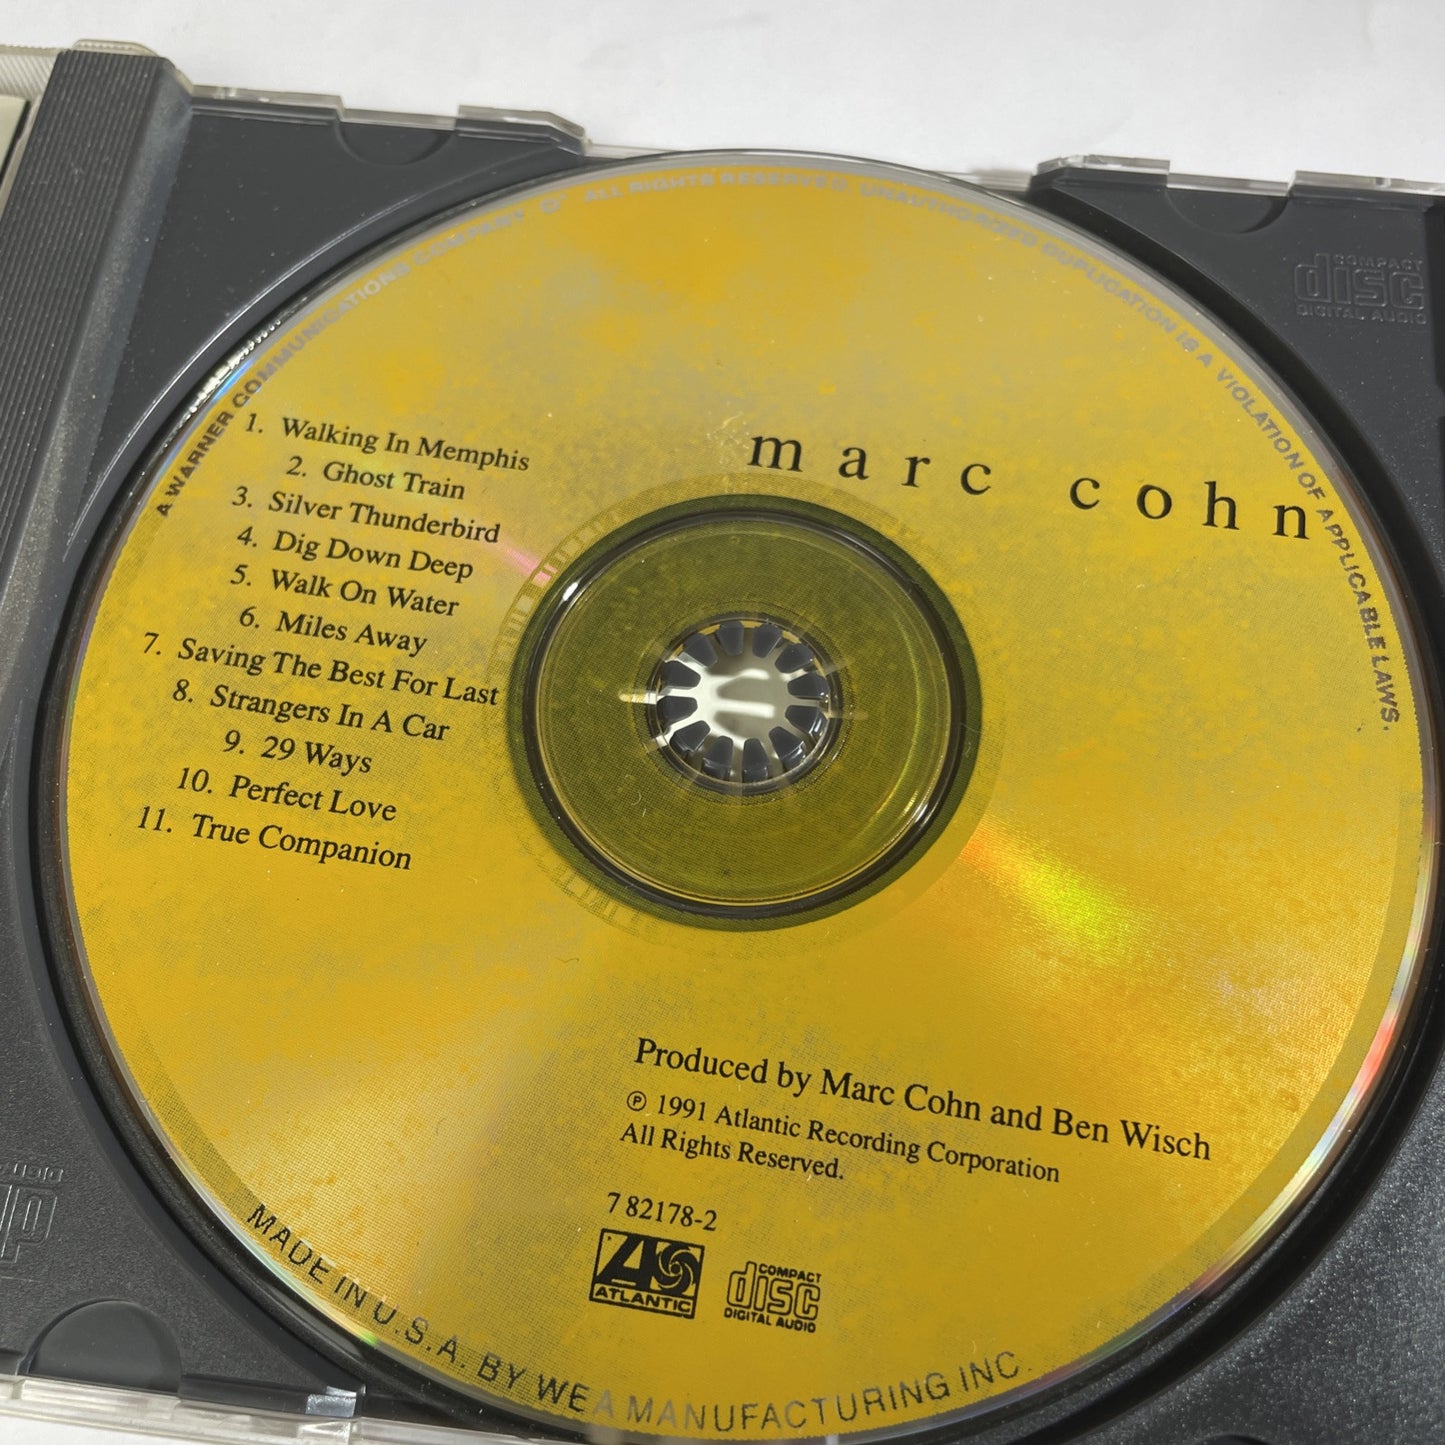 A WARNER COMMUNICATIONS COMPANY ℗ ALL RIGHTS RESERVED UNAUTHORIZED DUPLICATION IS A VIOLATION OF APPLICABLE LAWS.
marc cohn
1. Walking In Memphis
2. Ghost Train
3. Silver Thunderbird
4. Dig Down Deep
5. Walk On Water
6. Miles Away
7. Saving The Best For Last
8. Strangers In A Car
9. 29 Ways
10. Perfect Love
11. True Companion
Produced by Marc Cohn and Ben Wisch
℗ 1991 Atlantic Recording Corporation
All Rights Reserved.
7 82178-2
ATLANTIC
COMPACT
disc
DIGITAL AUDIO
MADE IN U.S.A. BY WEA MANUFACTURING INC.
COMPACT
disc
DIGITAL AUDIO